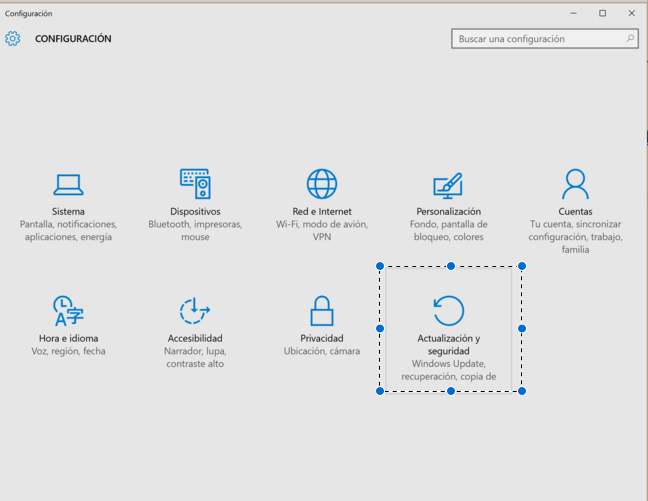 Configuración
CONFIGURACIÓN
Buscar una configuración
Sistema
Pantalla, notificaciones,
aplicaciones, energía
Dispositivos
Bluetooth, impresoras,
mouse
Red e Internet
Wi-Fi, modo de avión,
VPN
Personalización
Fondo, pantalla de
bloqueo, colores
Cuentas
Tu cuenta, sincronizar
configuración, trabajo,
familia
Hora e idioma
Voz, región, fecha
Accesibilidad
Narrador, lupa,
contraste alto
Privacidad
Ubicación, cámara
Actualización y
seguridad
Windows Update,
recuperación, copia de